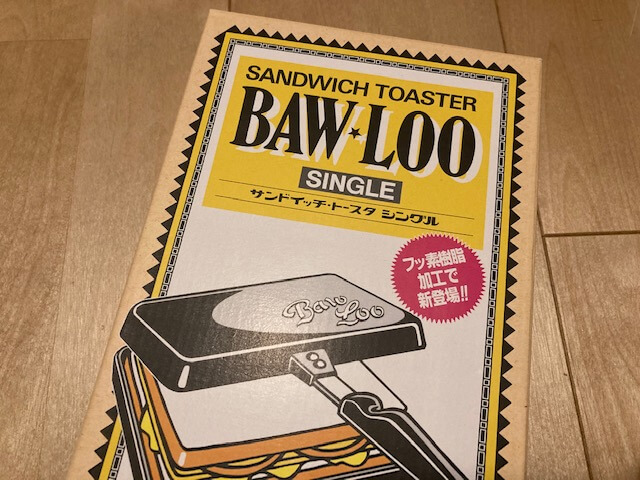 SANDWICH TOASTER
BAW★LOO
SINGLE
サンドイッチ・トースタ シングル
フッ素樹脂
加工で
新登場!!
Baw
Loo